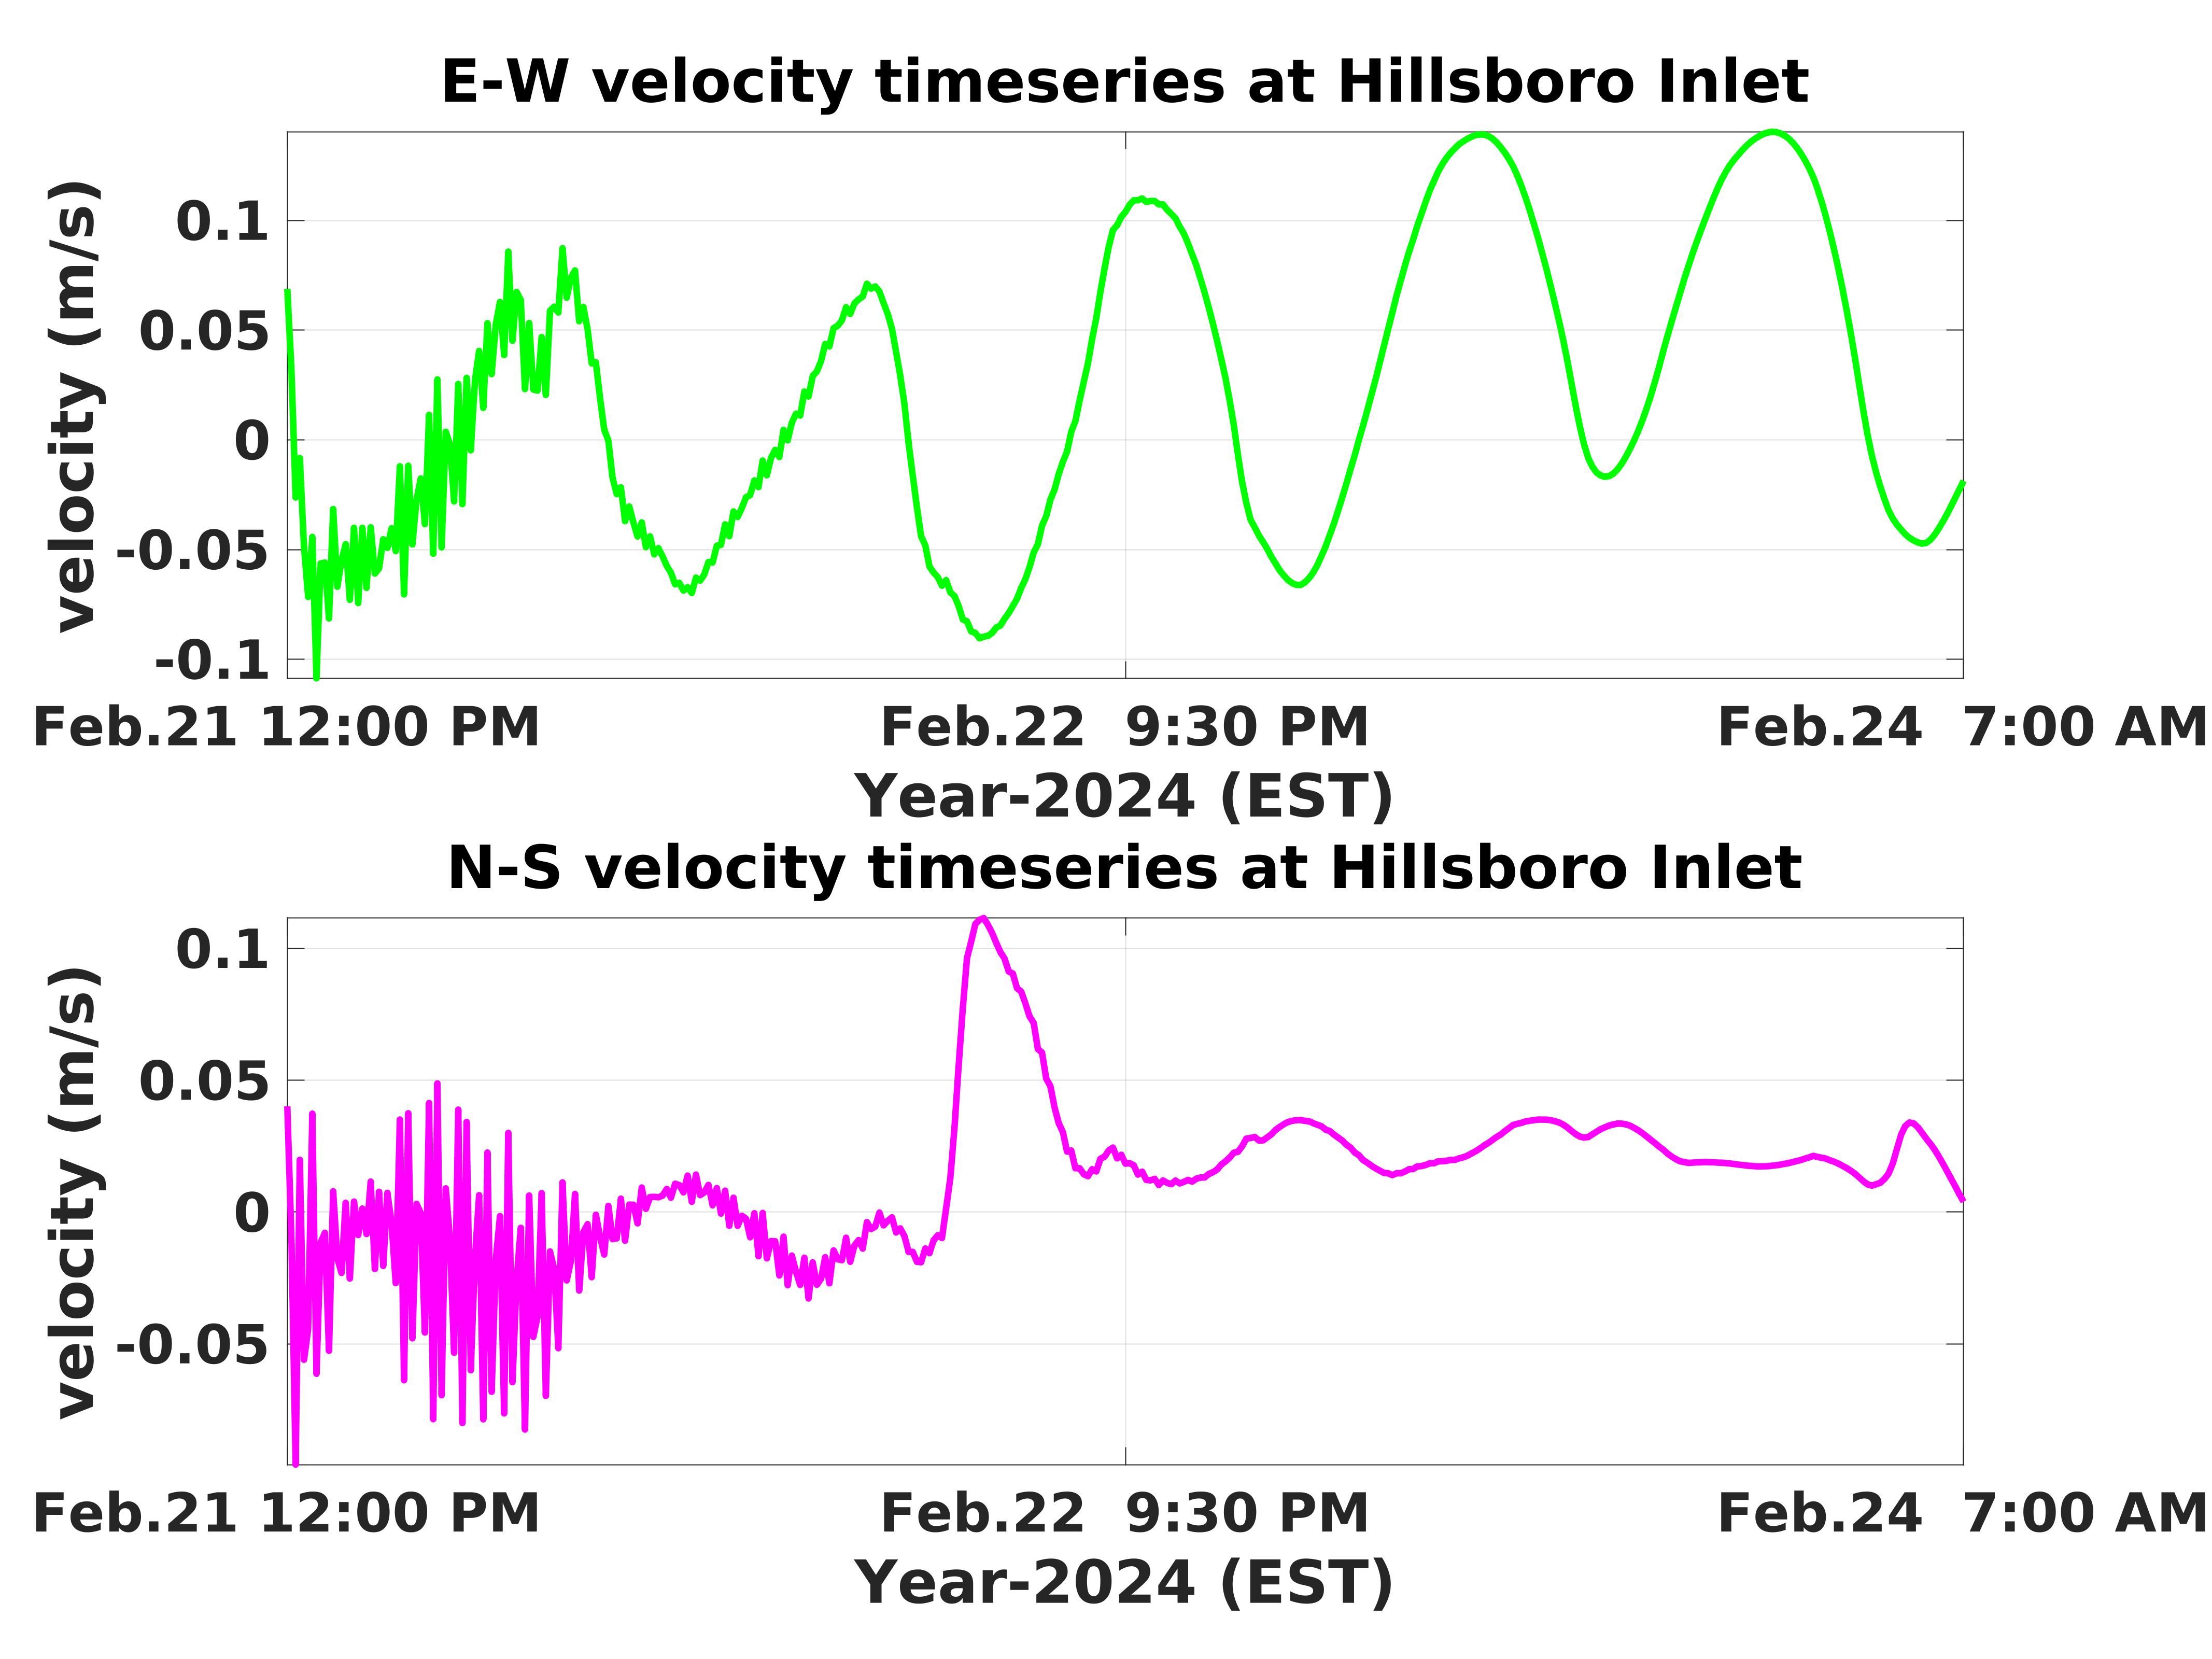 E-W velocity timeseries at Hillsboro Inlet
velocity (m/s)
0.1
0.05
0
-0.05
-0.1
Feb.21 12:00 PM
Feb.22 9:30 PM
Feb.24 7:00 AM
Year-2024 (EST)
N-S velocity timeseries at Hillsboro Inlet
velocity (m/s)
0.1
0.05
0
-0.05
Feb.21 12:00 PM
Feb.22 9:30 PM
Feb.24 7:00 AM
Year-2024 (EST)